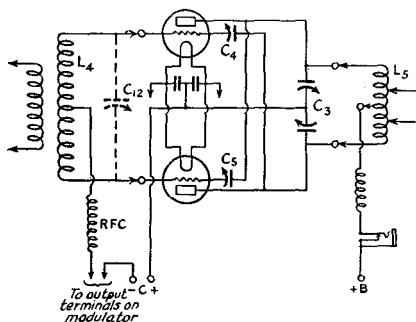 L4
C4
C12
L5
C3
C5
RFC
-C +
+B
To output
terminals on
modulator